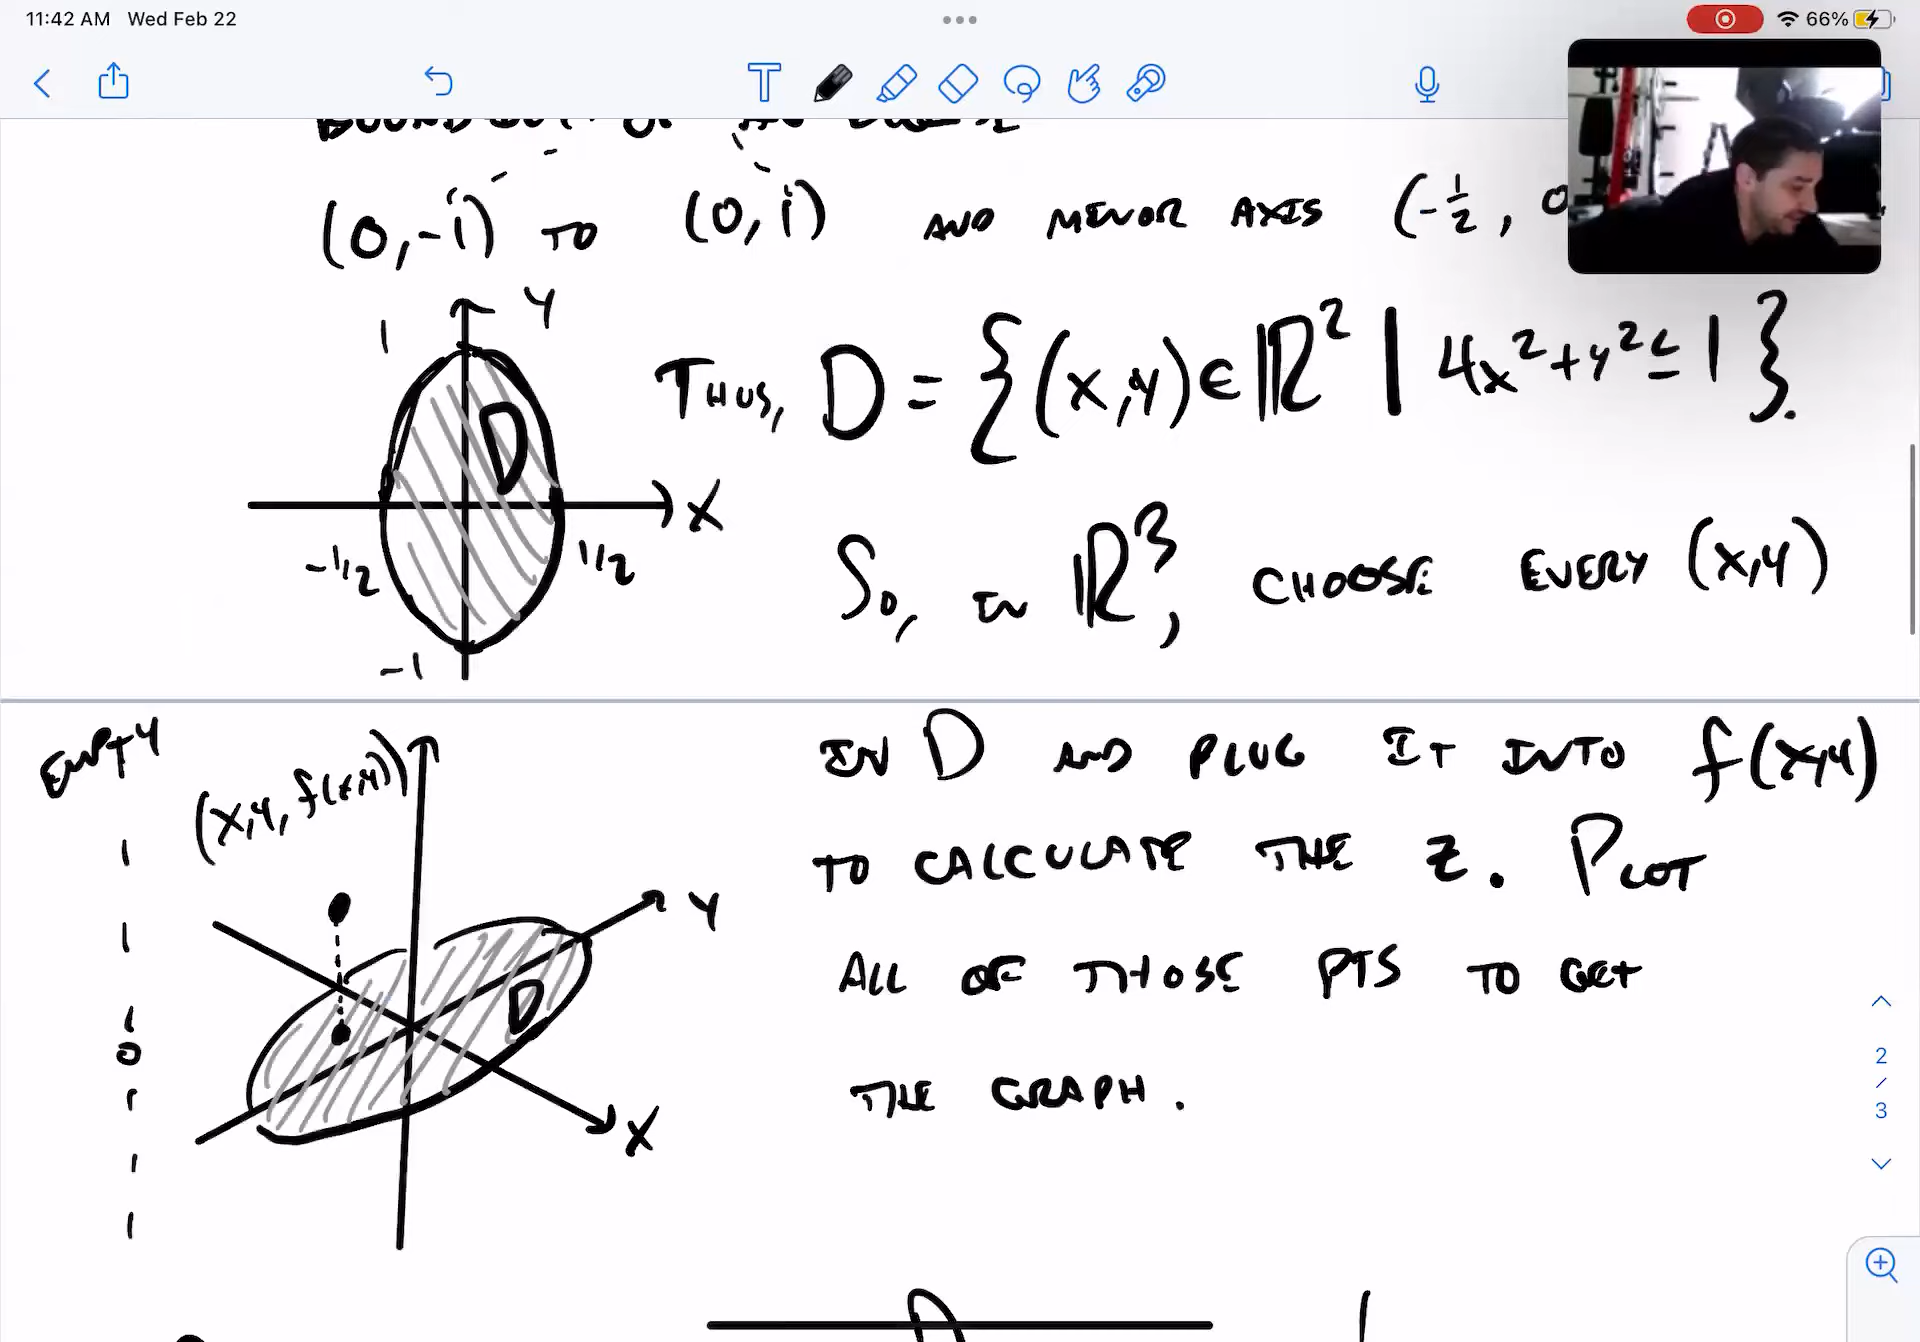 11:42 AM Wed Feb 22
66%
(0,-1) TO (0,1) AND MINOR AXIS (-1/2, 0
Y
1
THUS, D = {(x,y) ∈ ℝ² | 4x²+y² ≤ 1}.
D
X
-1/2
1/2
SO, IN ℝ³, CHOOSE EVERY (x,y)
-1
EMPTY
(x,y, f(x,y))
IN D AND PLUG IT INTO f(x,y)
TO CALCULATE THE Z. PLOT
Y
ALL OF THOSE PTS TO GET
D
THE GRAPH.
X
2
/
3